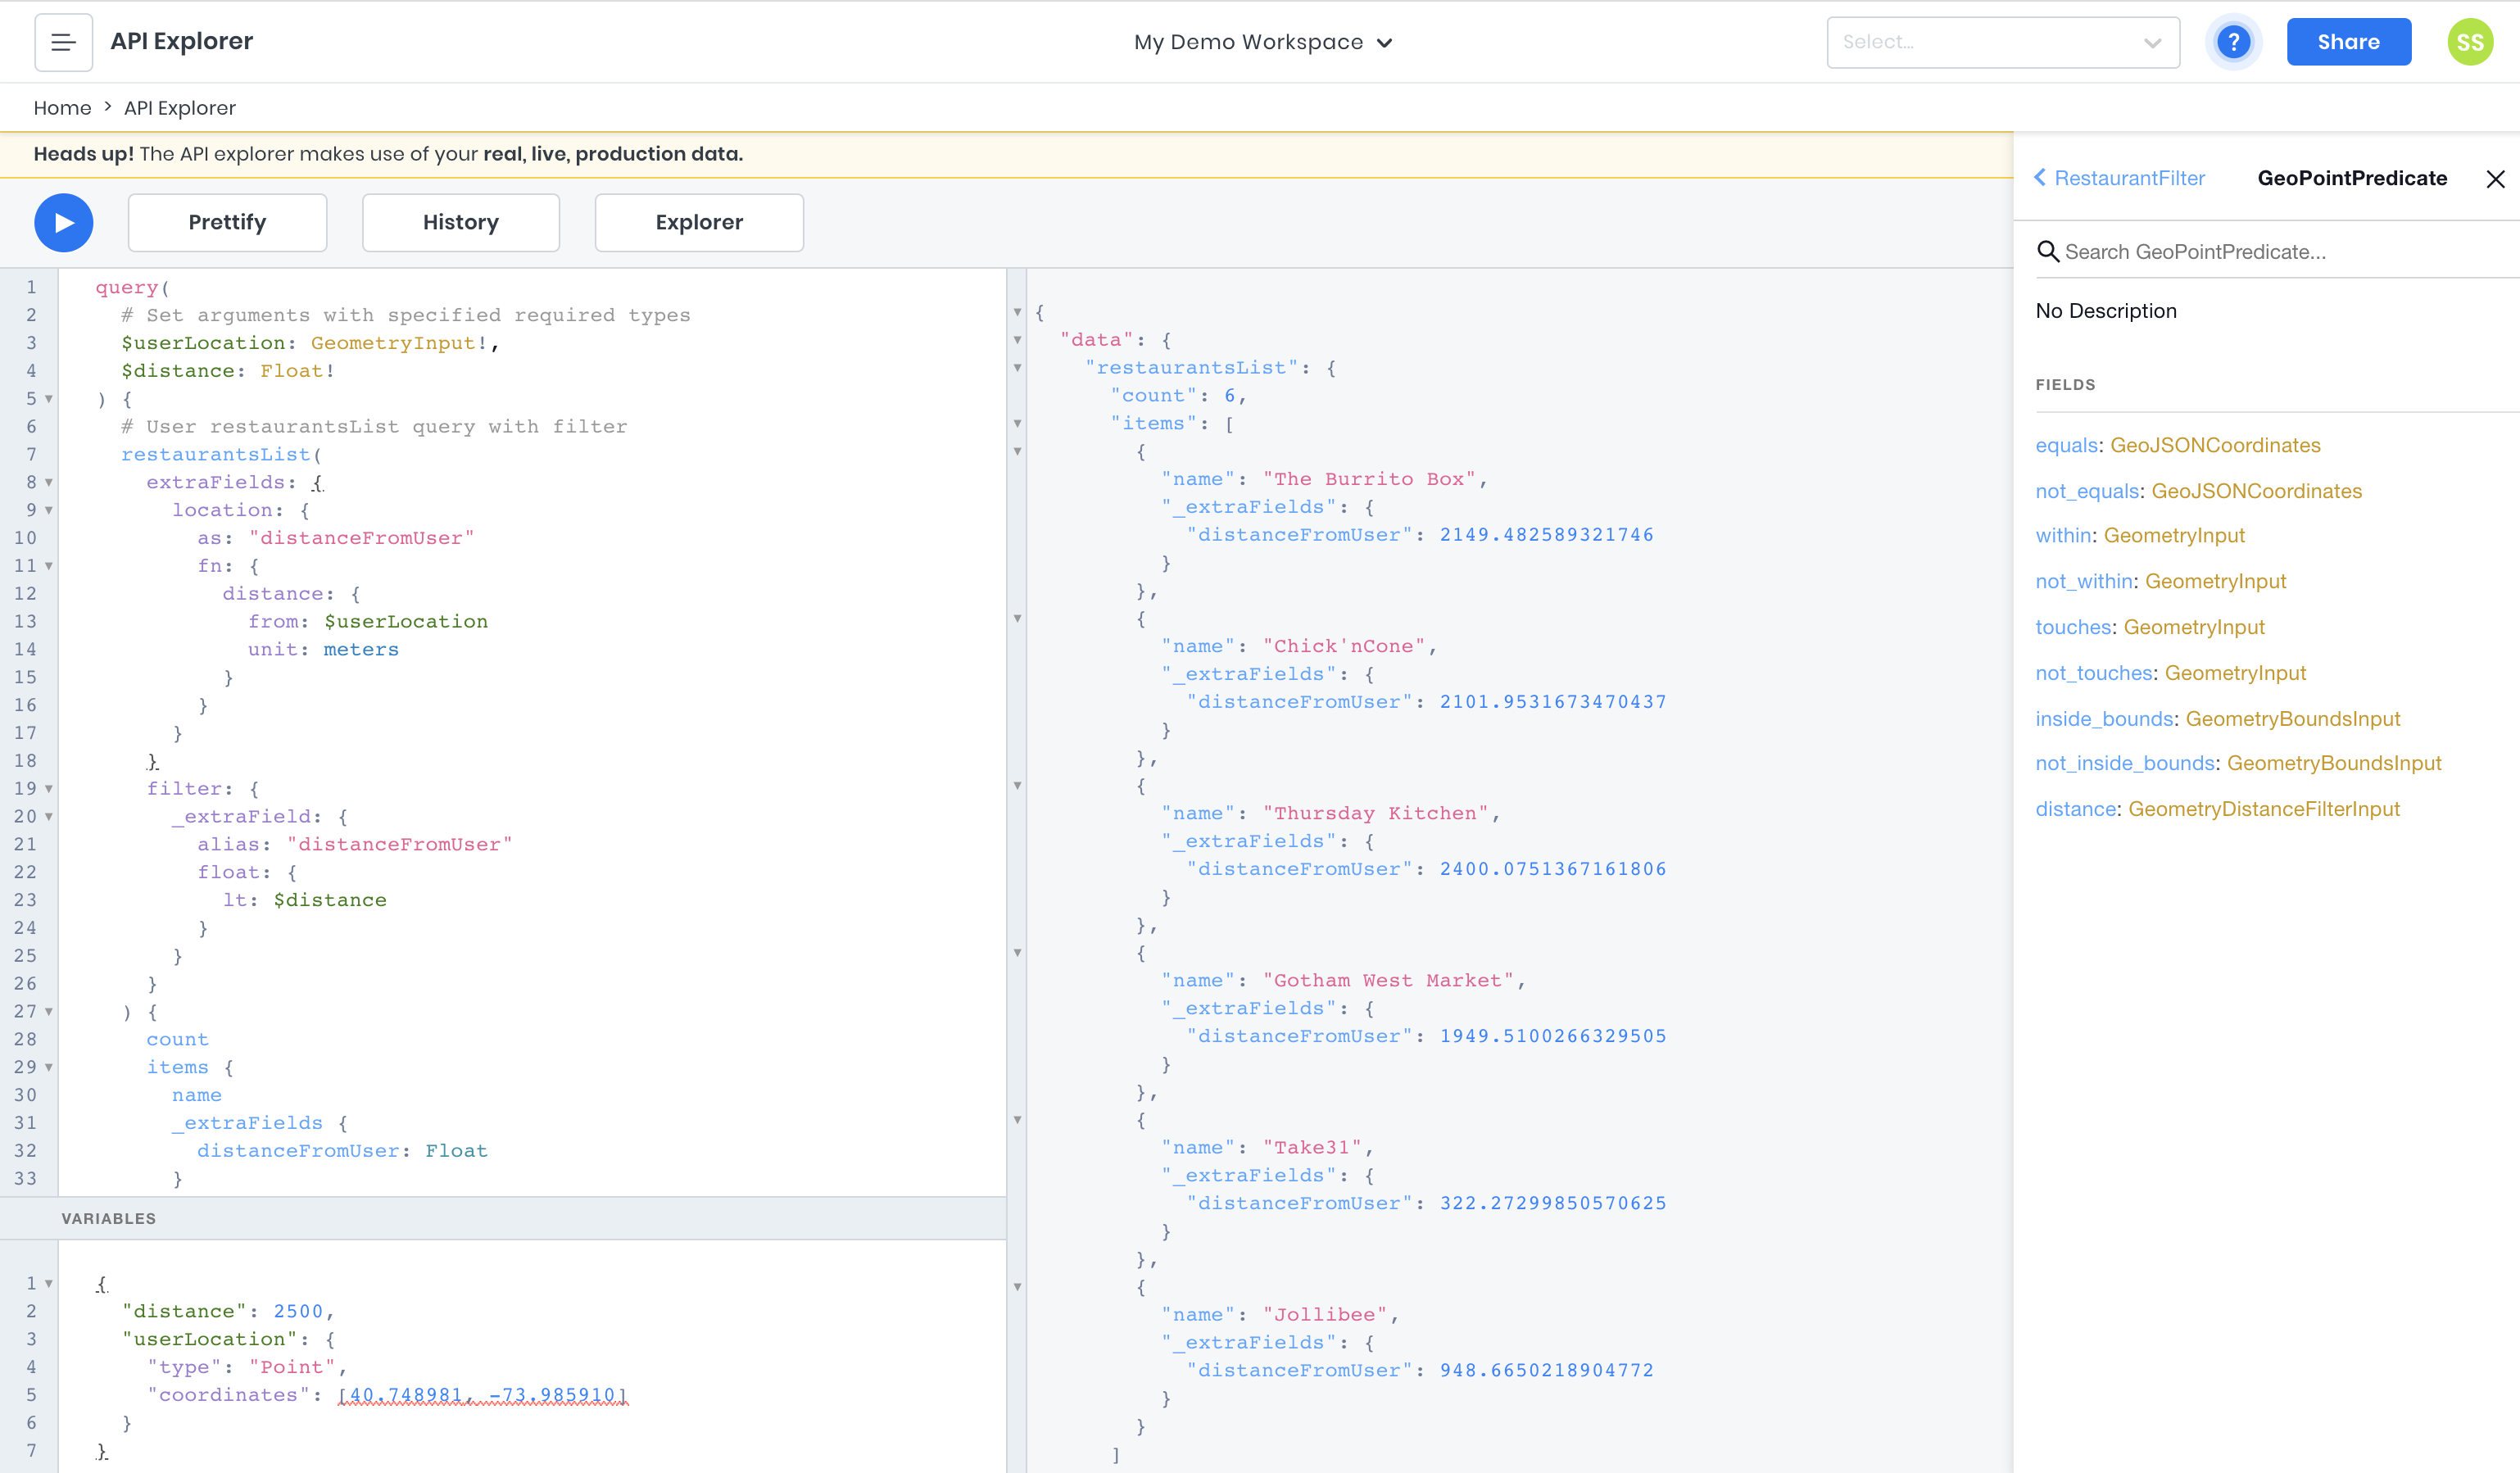 API Explorer
My Demo Workspace
Select...
?
Share
SS
Home > API Explorer
Heads up! The API explorer makes use of your real, live, production data.
Prettify
History
Explorer
1 query(
2 # Set arguments with specified required types
3 $userLocation: GeometryInput!,
4 $distance: Float!
5 ) {
6 # User restaurantsList query with filter
7 restaurantsList(
8 extraFields: {
9 location: {
10 as: "distanceFromUser"
11 fn: {
12 distance: {
13 from: $userLocation
14 unit: meters
15 }
16 }
17 }
18 }
19 filter: {
20 _extraField: {
21 alias: "distanceFromUser"
22 float: {
23 lt: $distance
24 }
25 }
26 }
27 ) {
28 count
29 items {
30 name
31 _extraFields {
32 distanceFromUser: Float
33 }
VARIABLES
1 {
2 "distance": 2500,
3 "userLocation": {
4 "type": "Point",
5 "coordinates": [40.748981, -73.985910]
6 }
7 }
{
"data": {
"restaurantsList": {
"count": 6,
"items": [
{
"name": "The Burrito Box",
"_extraFields": {
"distanceFromUser": 2149.482589321746
}
},
{
"name": "Chick'nCone",
"_extraFields": {
"distanceFromUser": 2101.9531673470437
}
},
{
"name": "Thursday Kitchen",
"_extraFields": {
"distanceFromUser": 2400.0751367161806
}
},
{
"name": "Gotham West Market",
"_extraFields": {
"distanceFromUser": 1949.5100266329505
}
},
{
"name": "Take31",
"_extraFields": {
"distanceFromUser": 322.27299850570625
}
},
{
"name": "Jollibee",
"_extraFields": {
"distanceFromUser": 948.6650218904772
}
}
]
RestaurantFilter
GeoPointPredicate
Search GeoPointPredicate...
No Description
FIELDS
equals: GeoJSONCoordinates
not_equals: GeoJSONCoordinates
within: GeometryInput
not_within: GeometryInput
touches: GeometryInput
not_touches: GeometryInput
inside_bounds: GeometryBoundsInput
not_inside_bounds: GeometryBoundsInput
distance: GeometryDistanceFilterInput